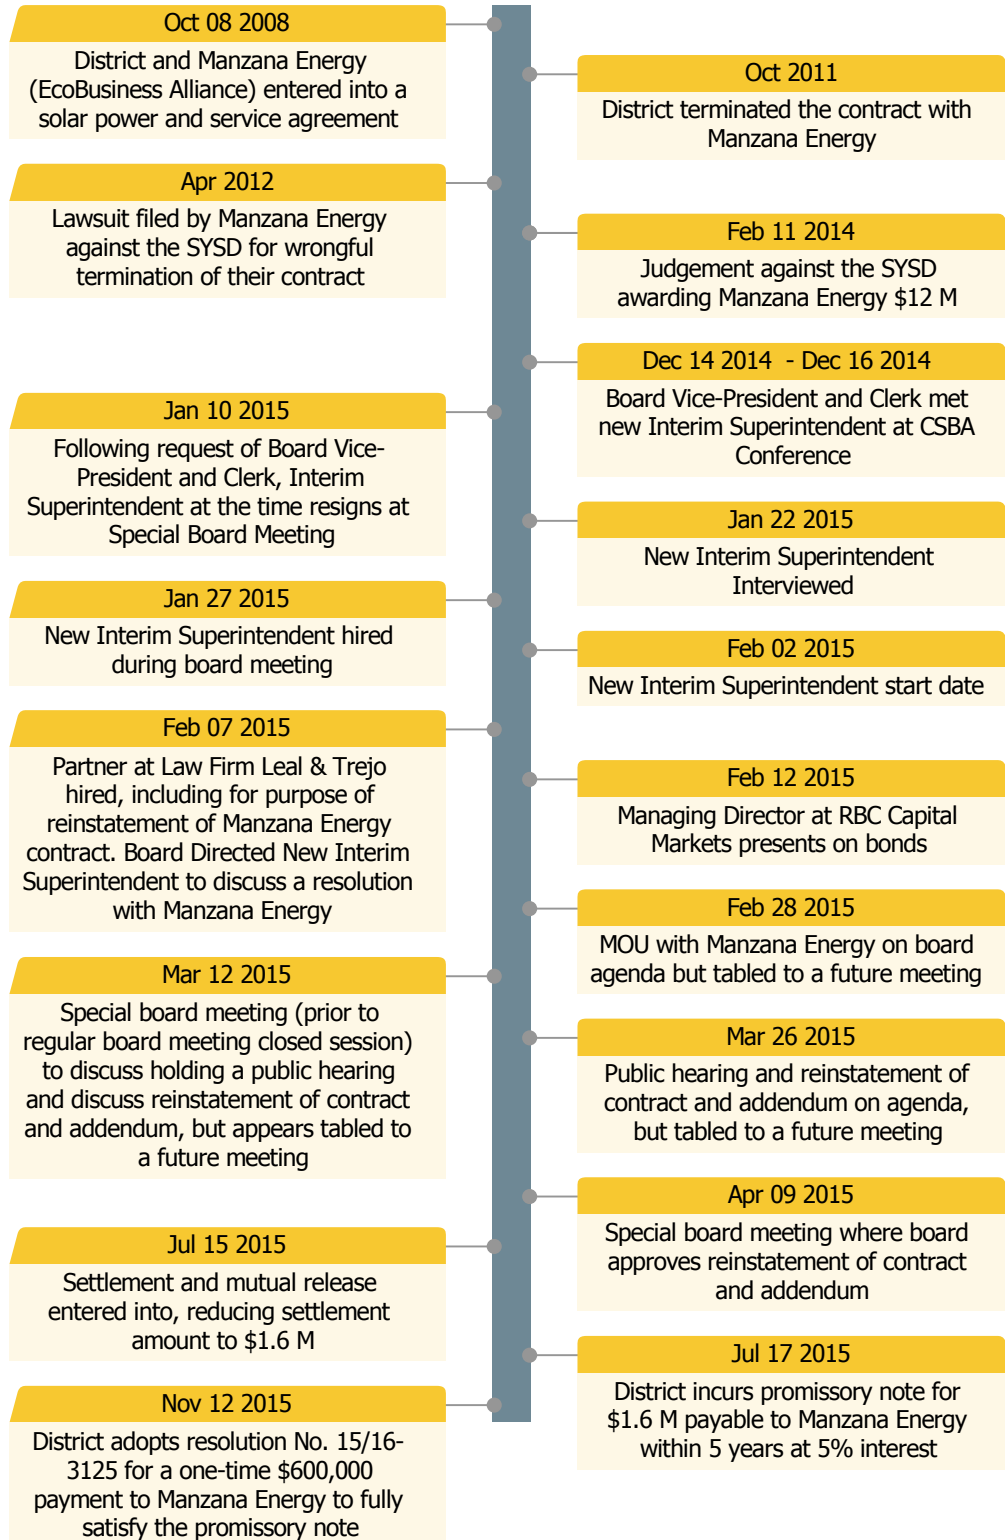 Oct 08 2008
District and Manzana Energy
(EcoBusiness Alliance) entered into a
solar power and service agreement
Oct 2011
District terminated the contract with
Manzana Energy
Apr 2012
Lawsuit filed by Manzana Energy
against the SYSD for wrongful
termination of their contract
Feb 11 2014
Judgement against the SYSD
awarding Manzana Energy $12 M
Dec 14 2014 - Dec 16 2014
Board Vice-President and Clerk met
new Interim Superintendent at CSBA
Conference
Jan 10 2015
Following request of Board Vice-
President and Clerk, Interim
Superintendent at the time resigns at
Special Board Meeting
Jan 22 2015
New Interim Superintendent
Interviewed
Jan 27 2015
New Interim Superintendent hired
during board meeting
Feb 02 2015
New Interim Superintendent start date
Feb 07 2015
Partner at Law Firm Leal & Trejo
hired, including for purpose of
reinstatement of Manzana Energy
contract. Board Directed New Interim
Superintendent to discuss a resolution
with Manzana Energy
Feb 12 2015
Managing Director at RBC Capital
Markets presents on bonds
Feb 28 2015
MOU with Manzana Energy on board
agenda but tabled to a future meeting
Mar 12 2015
Special board meeting (prior to
regular board meeting closed session)
to discuss holding a public hearing
and discuss reinstatement of contract
and addendum, but appears tabled to
a future meeting
Mar 26 2015
Public hearing and reinstatement of
contract and addendum on agenda,
but tabled to a future meeting
Apr 09 2015
Special board meeting where board
approves reinstatement of contract
and addendum
Jul 15 2015
Settlement and mutual release
entered into, reducing settlement
amount to $1.6 M
Jul 17 2015
District incurs promissory note for
$1.6 M payable to Manzana Energy
within 5 years at 5% interest
Nov 12 2015
District adopts resolution No. 15/16-
3125 for a one-time $600,000
payment to Manzana Energy to fully
satisfy the promissory note